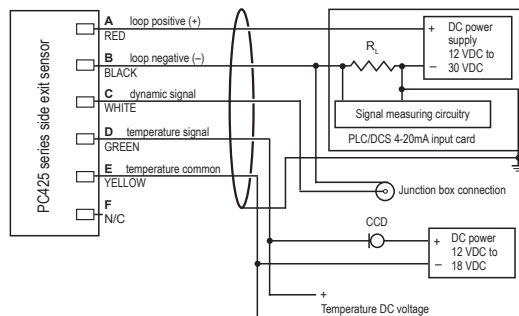 PC425 series side exit sensor
A loop positive (+)
RED
B loop negative (–)
BLACK
C dynamic signal
WHITE
D temperature signal
GREEN
E temperature common
YELLOW
F
N/C
RL
Signal measuring circuitry
PLC/DCS 4-20mA input card
+
–
DC power
supply
12 VDC to
30 VDC
Junction box connection
CCD
+
–
DC power
12 VDC to
18 VDC
+
Temperature DC voltage